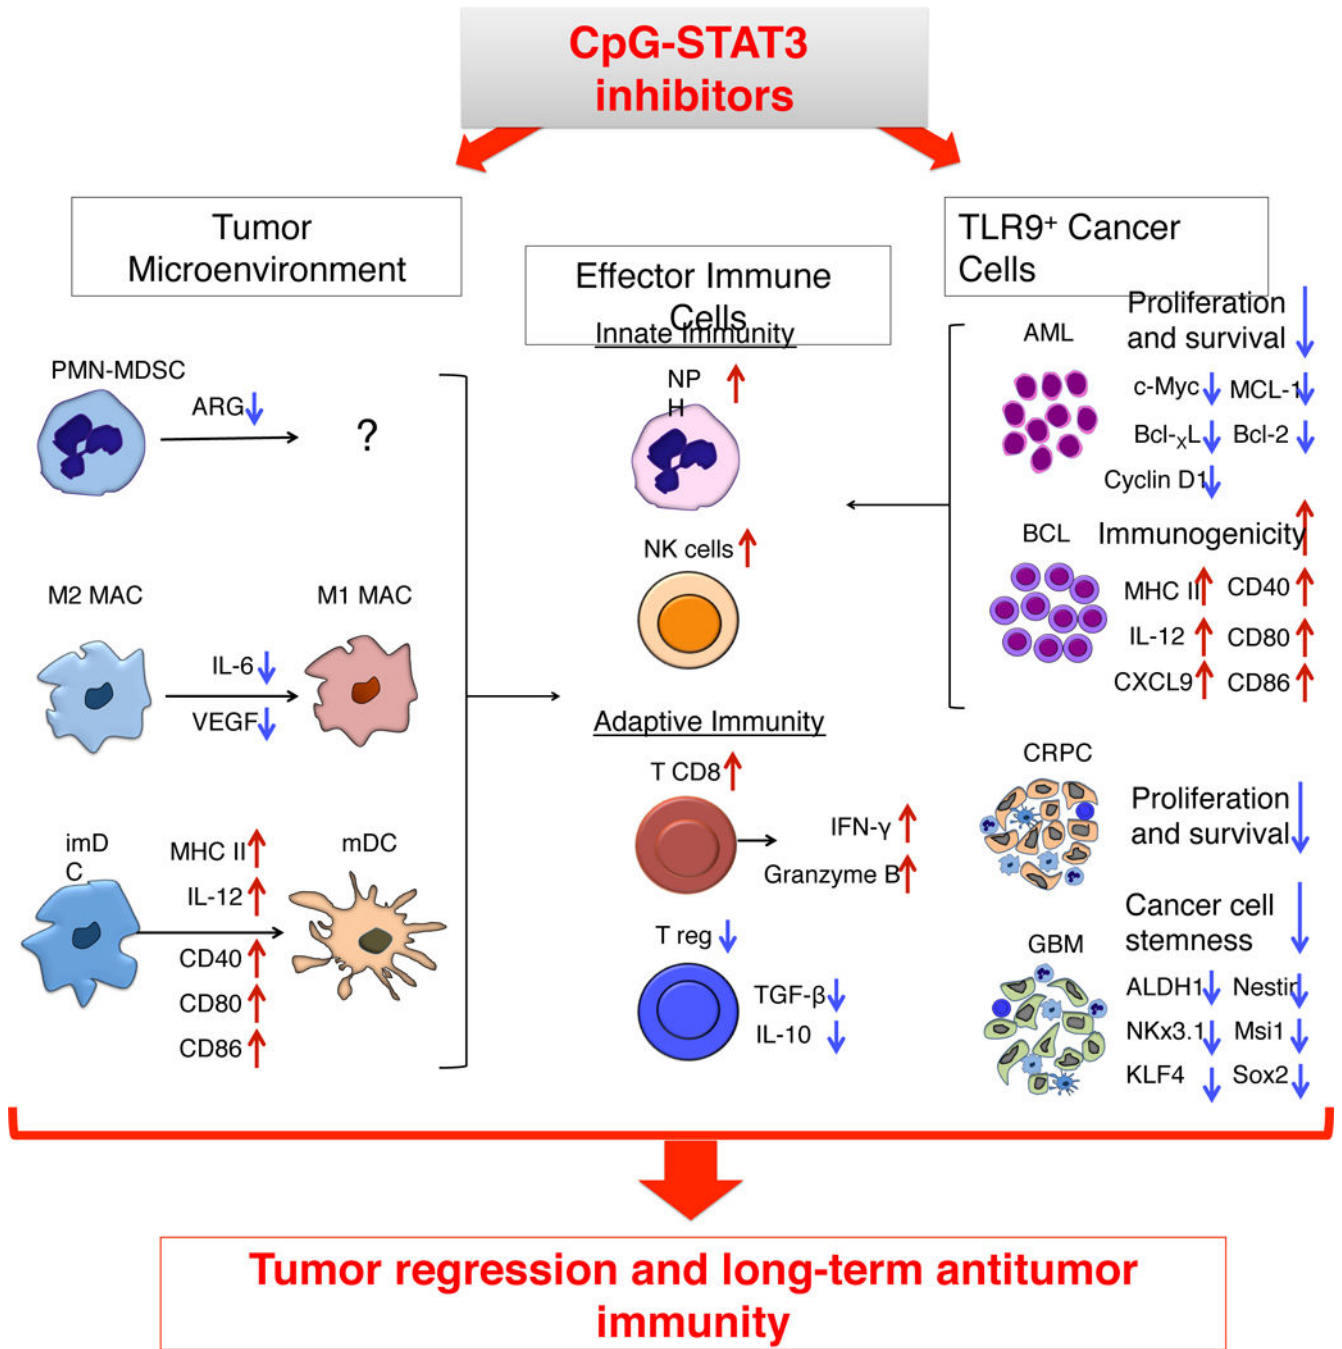 CpG-STAT3
inhibitors
Tumor
Microenvironment
PMN-MDSC
ARG
?
M2 MAC
M1 MAC
IL-6
VEGF
imD
C
MHC II
mDC
IL-12
CD40
CD80
CD86
Effector Immune
Cells
Innate Immunity
NP
H
NK cells
Adaptive Immunity
T CD8
IFN-γ
Granzyme B
T reg
TGF-β
IL-10
TLR9+ Cancer
Cells
AML
Proliferation
and survival
c-Myc MCL-1
Bcl-xL Bcl-2
Cyclin D1
BCL
Immunogenicity
MHC II CD40
IL-12 CD80
CXCL9 CD86
CRPC
Proliferation
and survival
Cancer cell
stemness
GBM
ALDH1 Nestin
NKx3.1 Msi1
KLF4 Sox2
Tumor regression and long-term antitumor
immunity